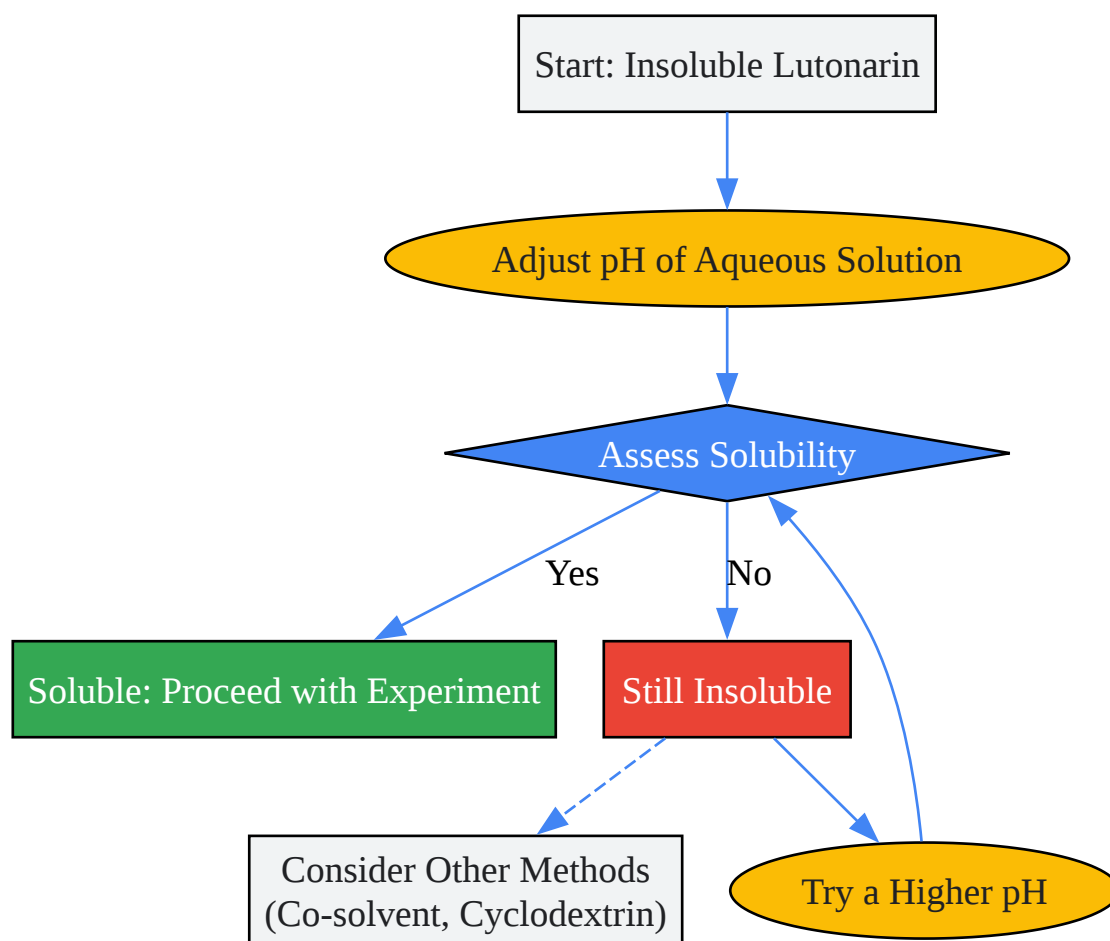 Start: Insoluble Lutonarin
Adjust pH of Aqueous Solution
Assess Solubility
Yes
No
Soluble: Proceed with Experiment
Still Insoluble
Consider Other Methods
(Co-solvent, Cyclodextrin)
Try a Higher pH